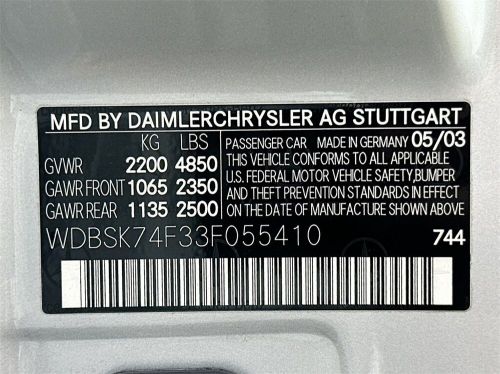 MFD BY DAIMLERCHRYSLER AG STUTTGART
KG LBS
GVWR 2200 4850
GAWR FRONT 1065 2350
GAWR REAR 1135 2500
PASSENGER CAR MADE IN GERMANY 05/03
THIS VEHICLE CONFORMS TO ALL APPLICABLE
U.S. FEDERAL MOTOR VEHICLE SAFETY,BUMPER
AND THEFT PREVENTION STANDARDS IN EFFECT
ON THE DATE OF MANUFACTURE SHOWN ABOVE
WDBSK74F33F055410 744